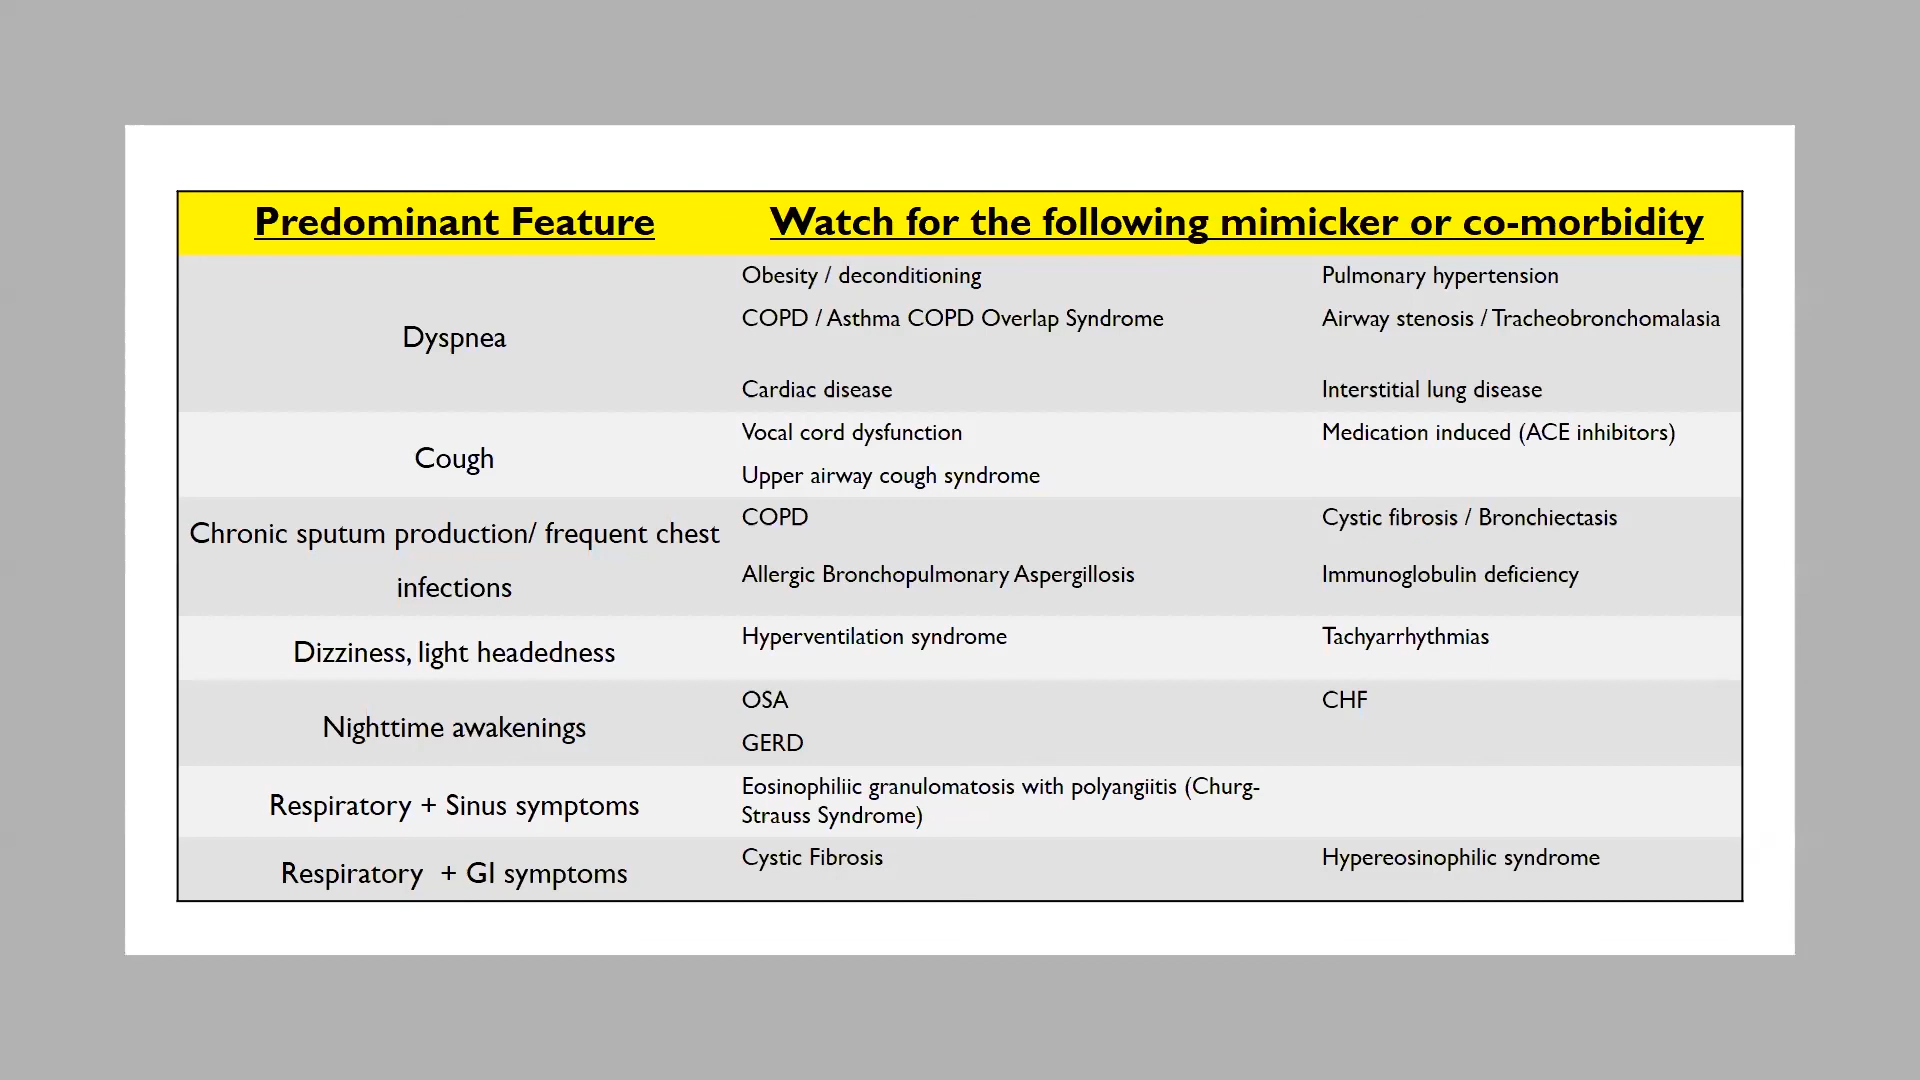 Predominant Feature Watch for the following mimicker or co-morbidity
Dyspnea
Obesity / deconditioning Pulmonary hypertension
COPD / Asthma COPD Overlap Syndrome Airway stenosis / Tracheobronchomalasia
Cardiac disease Interstitial lung disease
Cough
Vocal cord dysfunction Medication induced (ACE inhibitors)
Upper airway cough syndrome
Chronic sputum production/ frequent chest
infections
COPD Cystic fibrosis / Bronchiectasis
Allergic Bronchopulmonary Aspergillosis Immunoglobulin deficiency
Dizziness, light headedness
Hyperventilation syndrome Tachyarrhythmias
Nighttime awakenings
OSA CHF
GERD
Respiratory + Sinus symptoms
Eosinophiliic granulomatosis with polyangiitis (Churg-
Strauss Syndrome)
Respiratory + GI symptoms
Cystic Fibrosis Hypereosinophilic syndrome